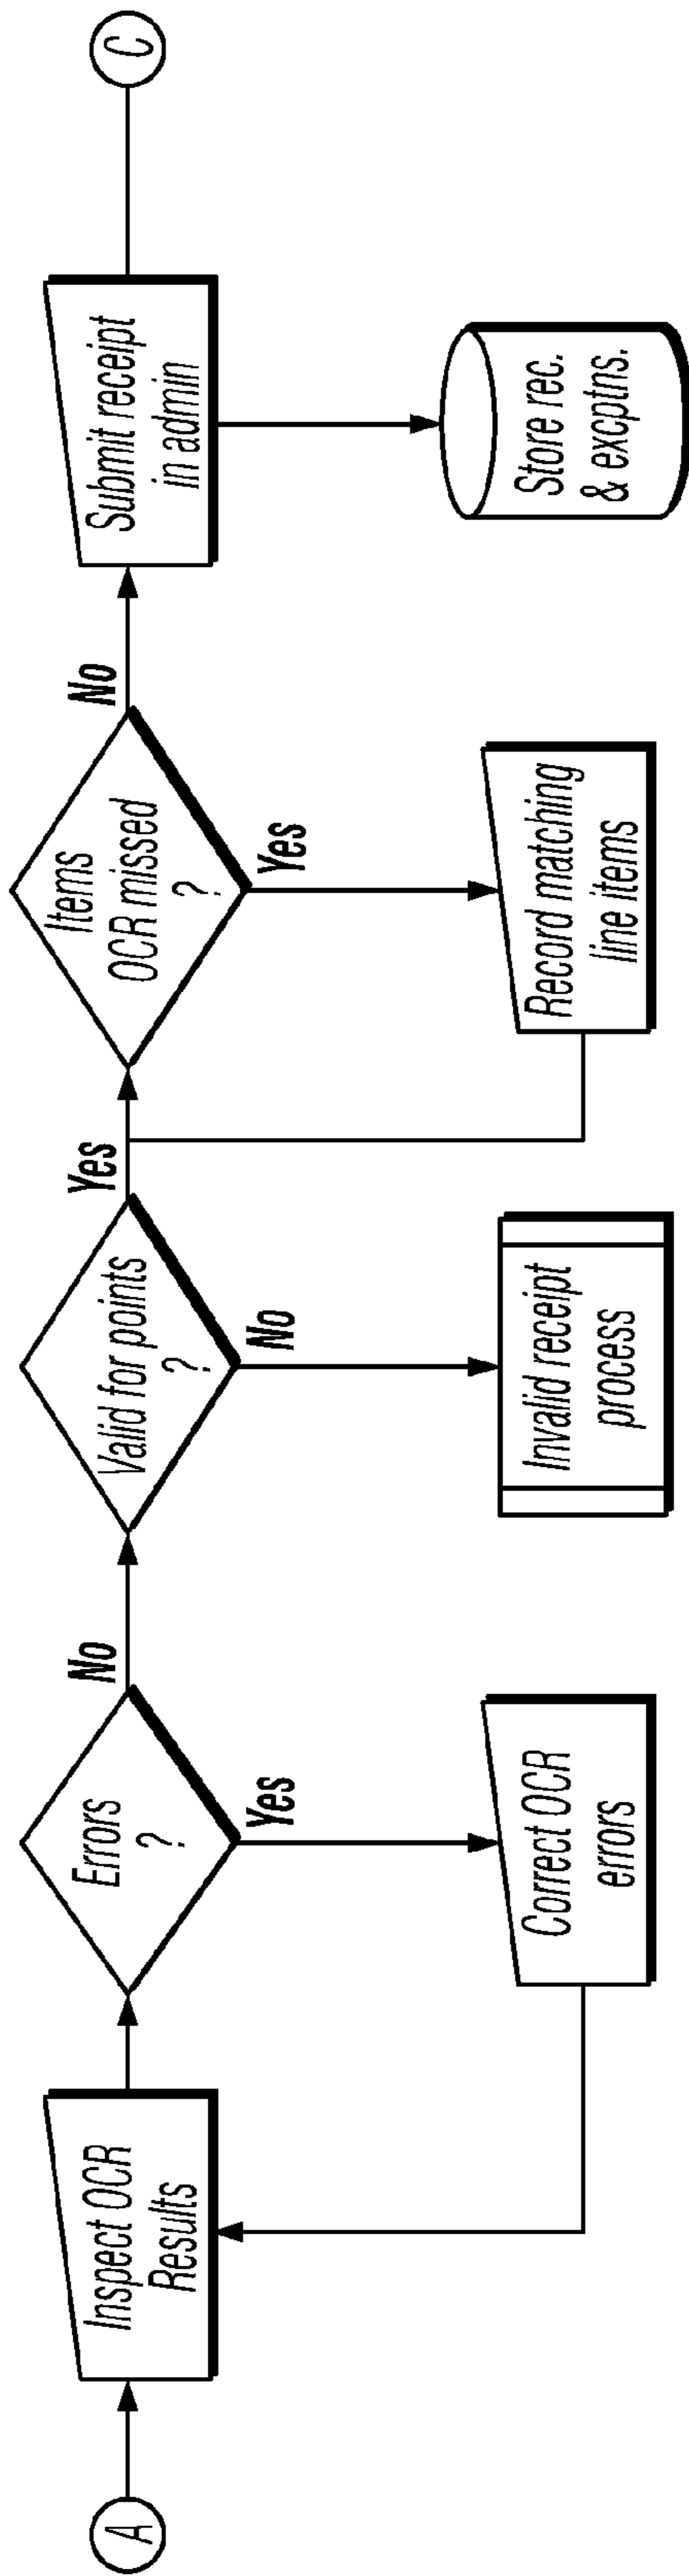 A
Inspect OCR
Results
Errors
?
No
Yes
Correct OCR
errors
Valid for points
?
Yes
No
Invalid receipt
process
Items
OCR missed
?
No
Yes
Record matching
line items
Submit receipt
in admin
Store rec.
& excptns.
C